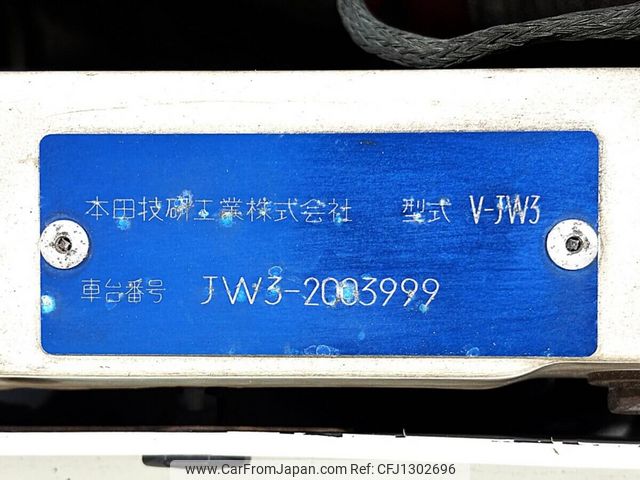 本田技研工業株式会社 型式 V-JW3
車台番号 JW3-2003999
www.CarFromJapan.com REF No. CFJ1302696